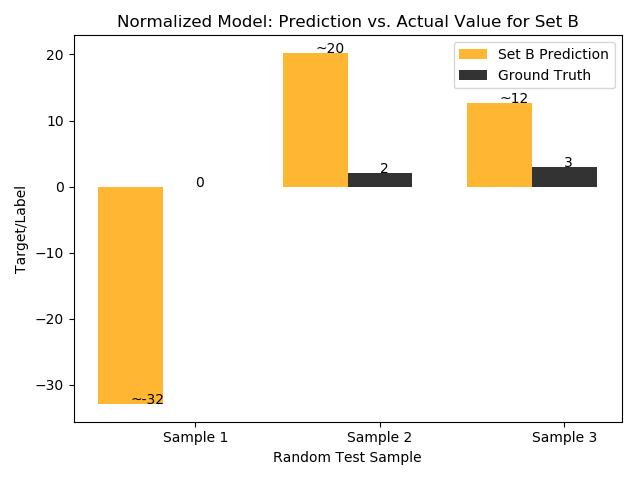 Normalized Model: Prediction vs. Actual Value for Set B
Set B Prediction
Ground Truth
20
10
0
−10
−20
−30
Target/Label
~-32
0
~20
2
~12
3
Sample 1
Sample 2
Sample 3
Random Test Sample